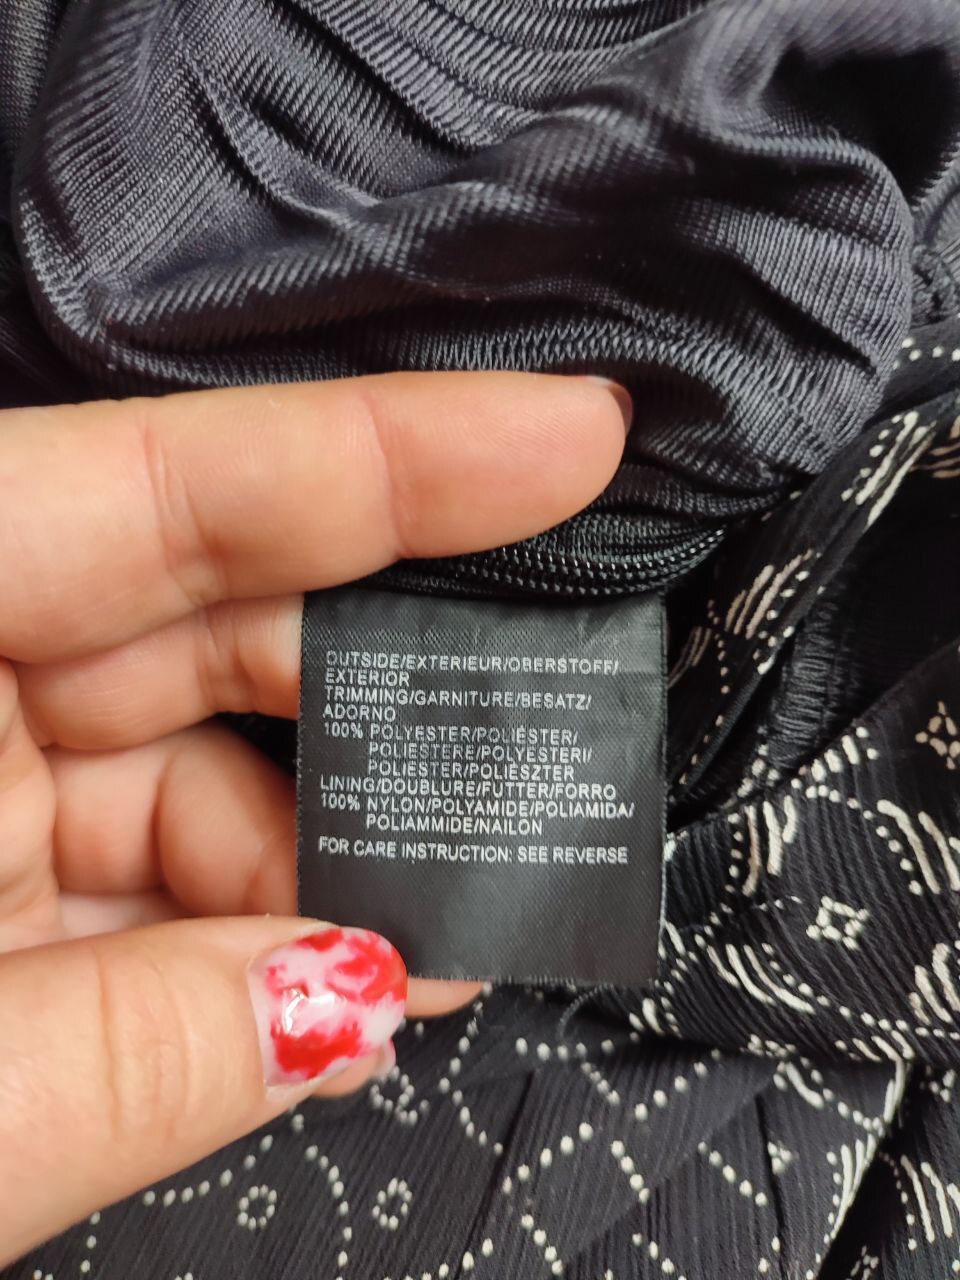 OUTSIDE/EXTERIEUR/OBERSTOFF/
EXTERIOR
TRIMMING/GARNITURE/BESATZ/
ADORNO
100% POLYESTER/POLIÉSTER/
POLIESTERE/POLYESTERI/
POLIESTER/POLIÉSZTER
LINING/DOUBLURE/FUTTER/FORRO
100% NYLON/POLYAMIDE/POLIAMIDA/
POLIAMMIDE/NAILON
FOR CARE INSTRUCTION: SEE REVERSE